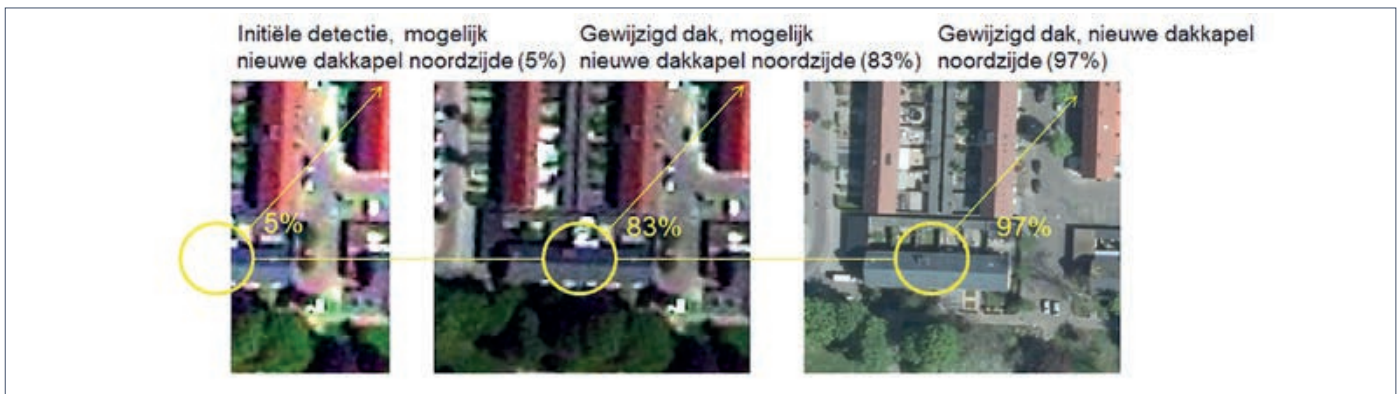 Initiële detectie, mogelijk
nieuwe dakkapel noordzijde (5%)
Gewijzigd dak, mogelijk
nieuwe dakkapel noordzijde (83%)
Gewijzigd dak, nieuwe dakkapel
noordzijde (97%)
5%
83%
97%